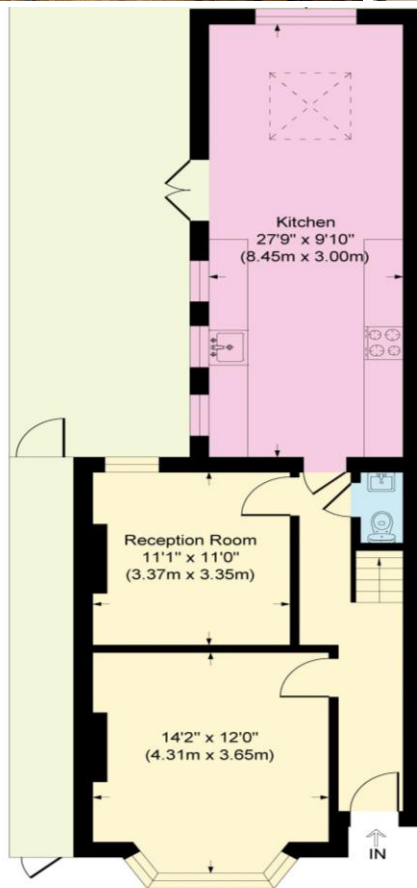 Kitchen
27'9" x 9'10"
(8.45m x 3.00m)
Reception Room
11'1" x 11'0"
(3.37m x 3.35m)
14'2" x 12'0"
(4.31m x 3.65m)
IN